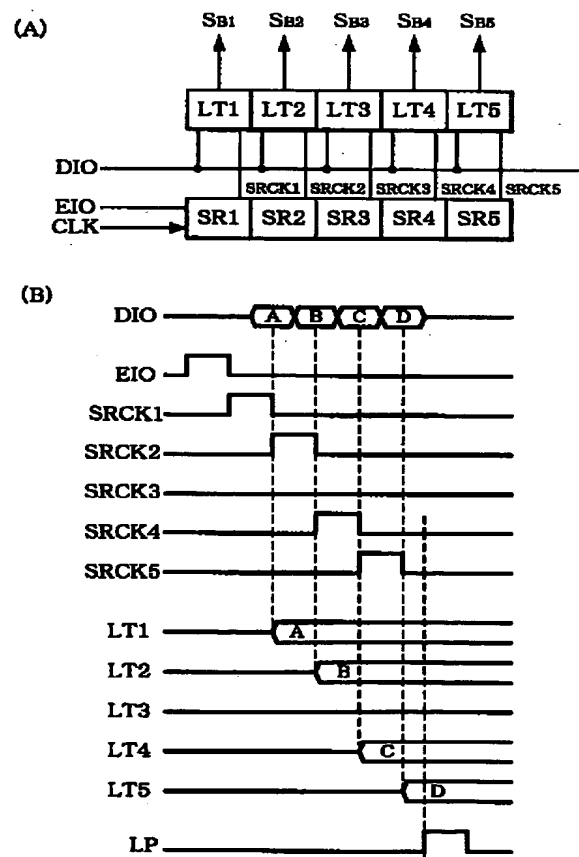 (A)
SB1 SB2 SB3 SB4 SB5
LT1 LT2 LT3 LT4 LT5
DIO
SRCK1 SRCK2 SRCK3 SRCK4 SRCK5
EIO
CLK
SR1 SR2 SR3 SR4 SR5
(B)
DIO A B C D
EIO
SRCK1
SRCK2
SRCK3
SRCK4
SRCK5
LT1 A
LT2 B
LT3
LT4 C
LT5 D
LP